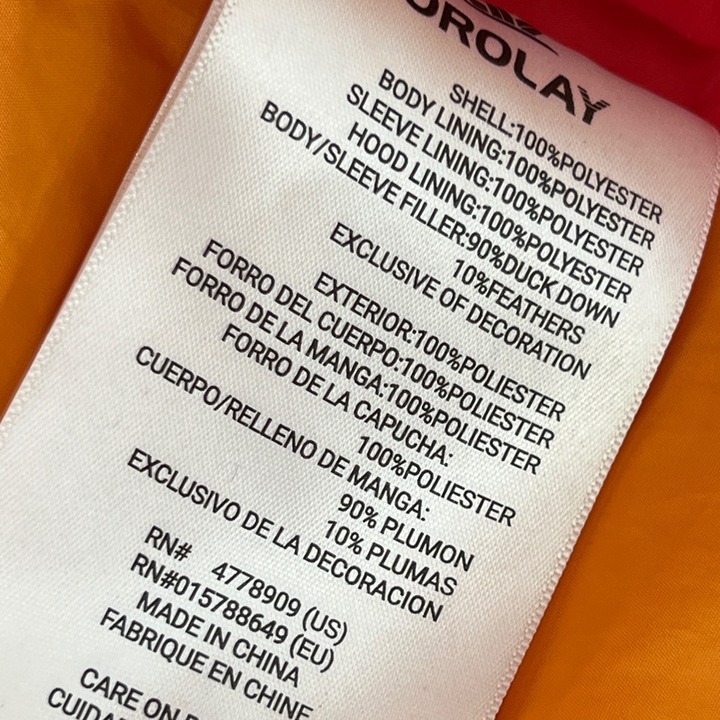 OROLAY
SHELL:100%POLYESTER
BODY LINING:100%POLYESTER
SLEEVE LINING:100%POLYESTER
HOOD LINING:100%POLYESTER
BODY/SLEEVE FILLER:90%DUCK DOWN
10%FEATHERS
EXCLUSIVE OF DECORATION
EXTERIOR:100%POLIESTER
FORRO DEL CUERPO:100%POLIESTER
FORRO DE LA MANGA:100%POLIESTER
FORRO DE LA CAPUCHA:
100%POLIESTER
CUERPO/RELLENO DE MANGA:
90% PLUMON
10% PLUMAS
EXCLUSIVO DE LA DECORACION
RN# 4778909 (US)
RN#015788649 (EU)
MADE IN CHINA
FABRIQUE EN CHINE
CARE ON